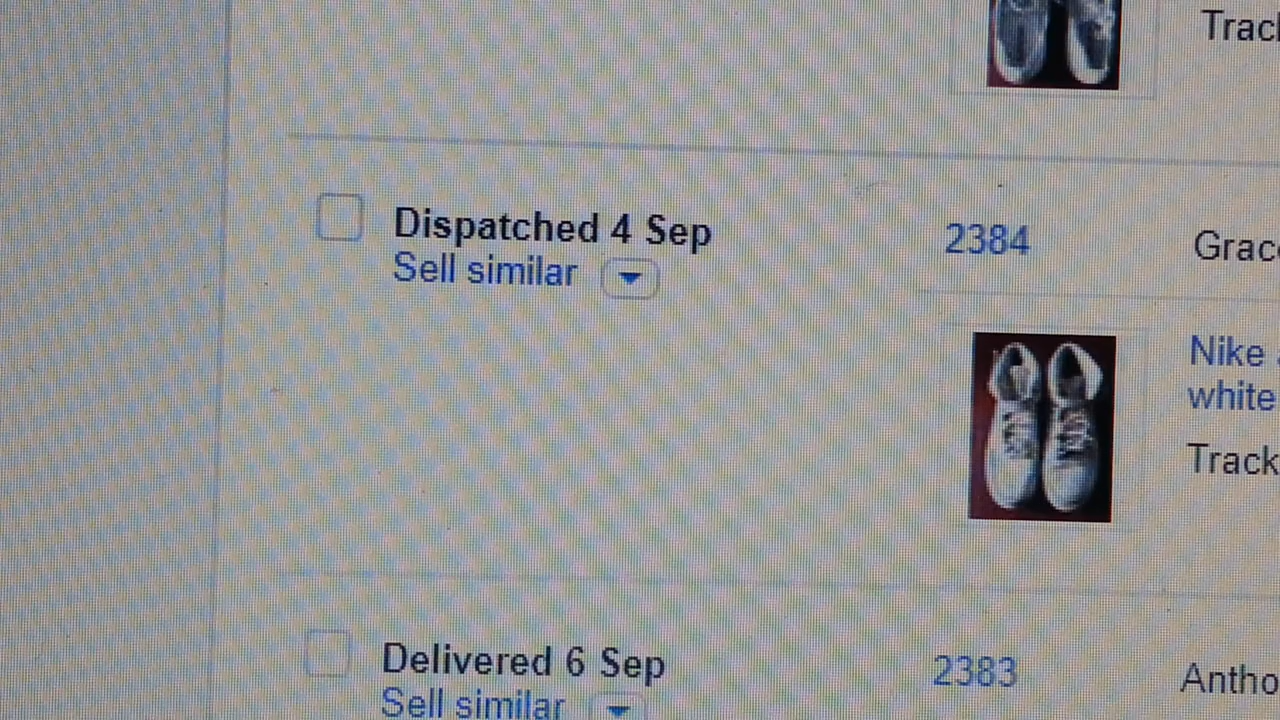 Trac
Dispatched 4 Sep
2384
Grac
Sell similar
Nike
white
Track
Delivered 6 Sep
2383
Antho
Sell similar